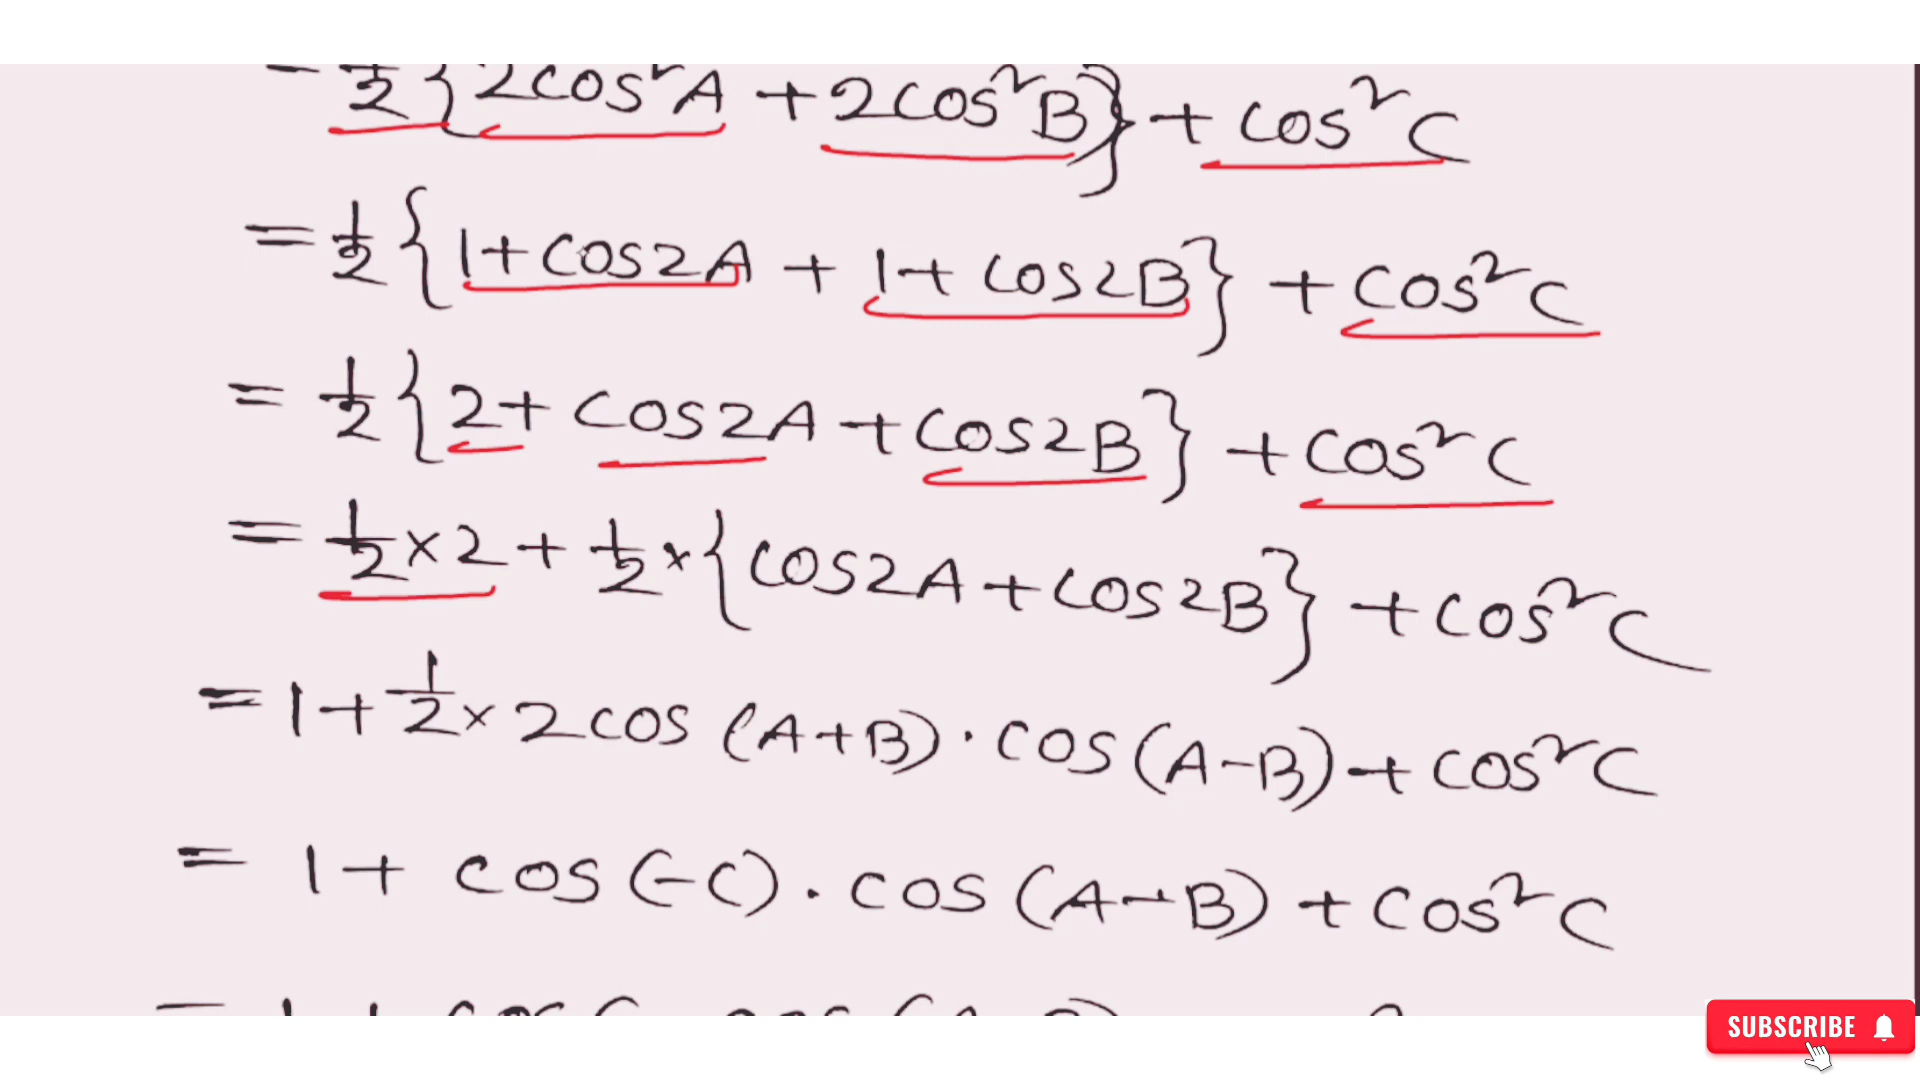 = 1/2 {2cos²A + 2cos²B} + cos²C
= 1/2 {1 + cos2A + 1 + cos2B} + cos²C
= 1/2 {2 + cos2A + cos2B} + cos²C
= 1/2 × 2 + 1/2 × {cos2A + cos2B} + cos²C
= 1 + 1/2 × 2cos (A+B) · cos (A−B) + cos²C
= 1 + cos (−C) · cos (A−B) + cos²C
SUBSCRIBE